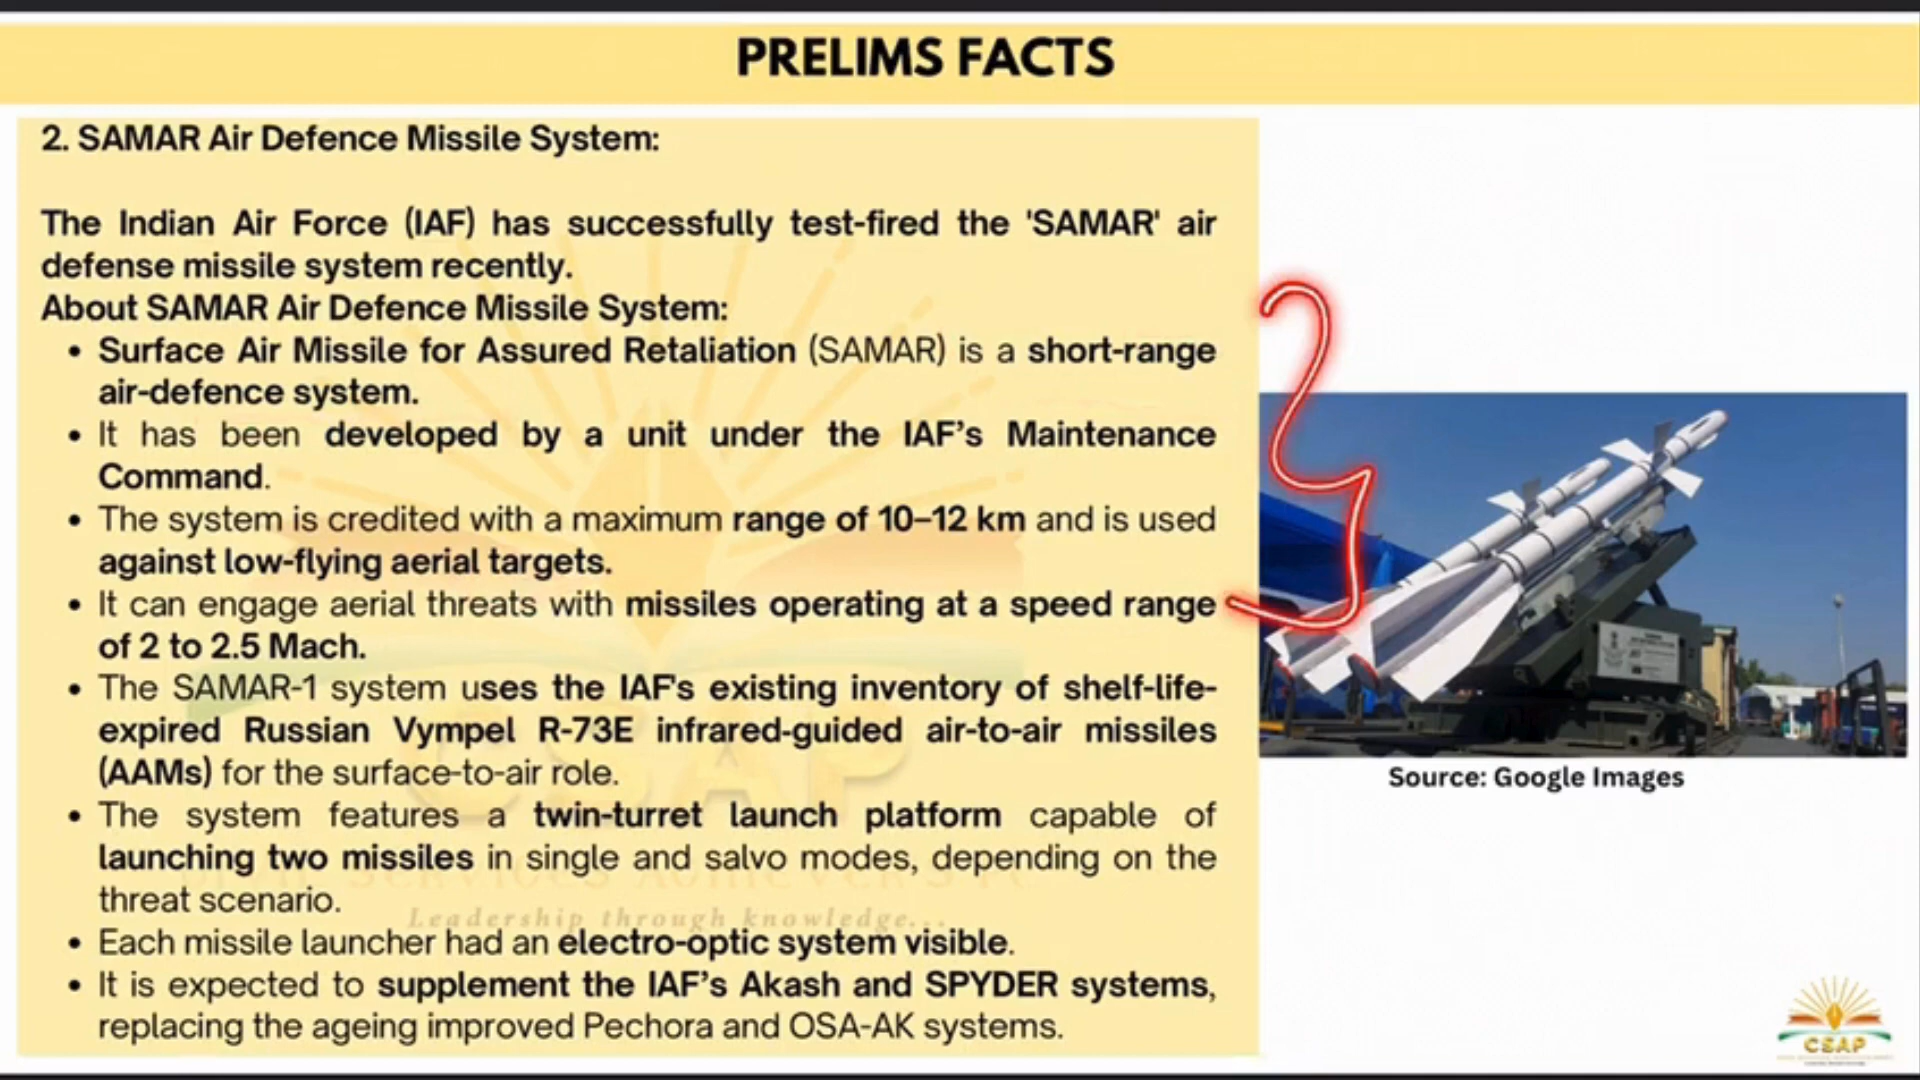 PRELIMS FACTS
2. SAMAR Air Defence Missile System:
The Indian Air Force (IAF) has successfully test-fired the 'SAMAR' air
defense missile system recently.
About SAMAR Air Defence Missile System:
• Surface Air Missile for Assured Retaliation (SAMAR) is a short-range
air-defence system.
• It has been developed by a unit under the IAF’s Maintenance
Command.
• The system is credited with a maximum range of 10–12 km and is used
against low-flying aerial targets.
• It can engage aerial threats with missiles operating at a speed range
of 2 to 2.5 Mach.
• The SAMAR-1 system uses the IAF's existing inventory of shelf-life-
expired Russian Vympel R-73E infrared-guided air-to-air missiles
(AAMs) for the surface-to-air role.
• The system features a twin-turret launch platform capable of
launching two missiles in single and salvo modes, depending on the
threat scenario.
Leadership through knowledge...
• Each missile launcher had an electro-optic system visible.
• It is expected to supplement the IAF’s Akash and SPYDER systems,
replacing the ageing improved Pechora and OSA-AK systems.
CSAP
Source: Google Images
CSAP